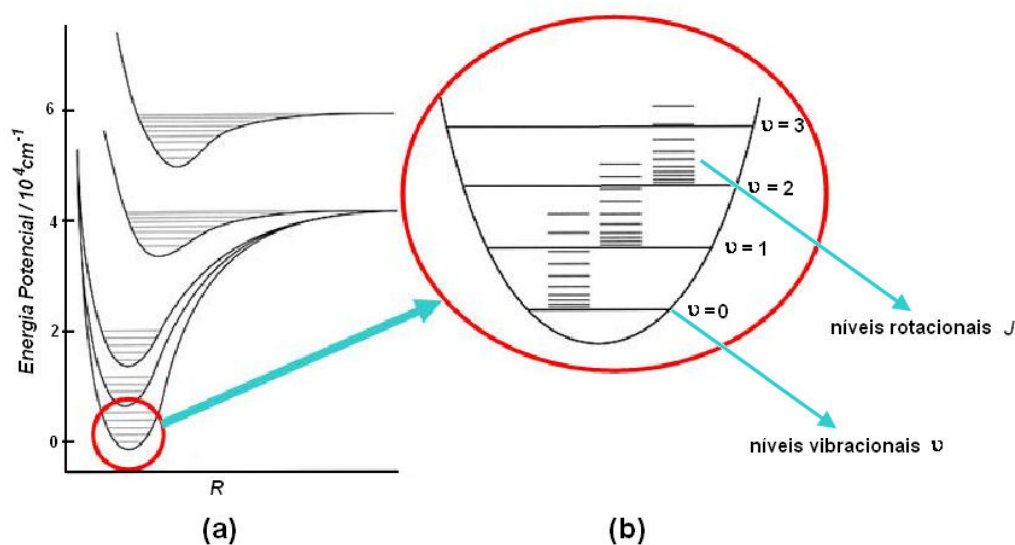 Energia Potencial / 10⁴cm⁻¹
6
4
2
0
R
(a)
υ = 3
υ = 2
υ = 1
υ=0
níveis rotacionais J
níveis vibracionais υ
(b)